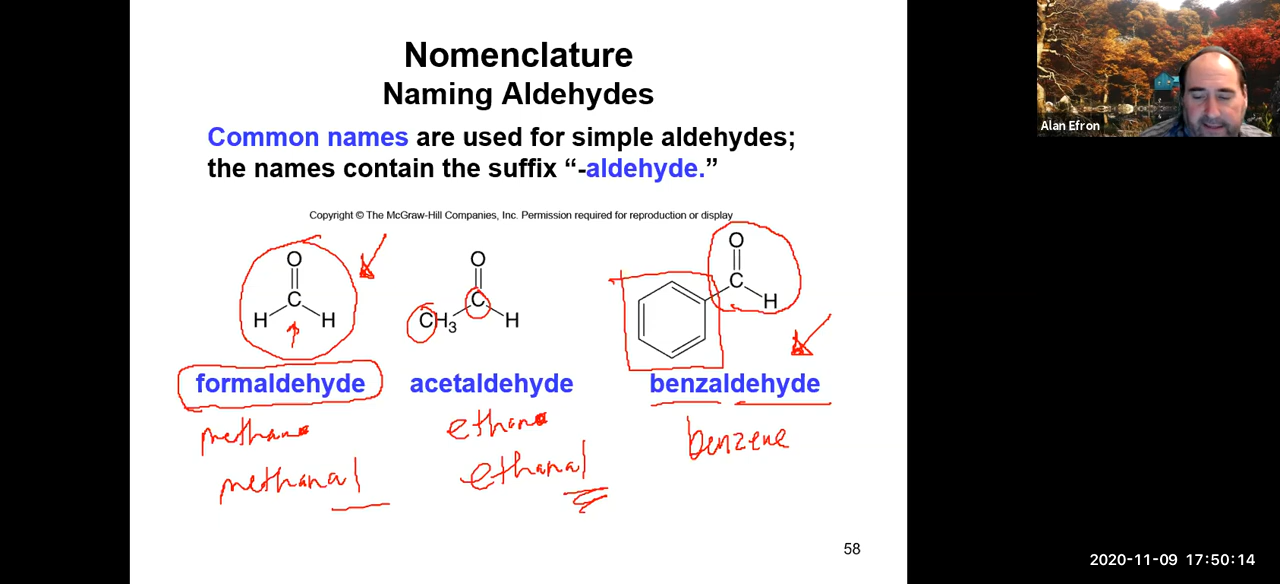 Nomenclature
Naming Aldehydes
Common names are used for simple aldehydes;
the names contain the suffix “-aldehyde.”
Copyright © The McGraw-Hill Companies, Inc. Permission required for reproduction or display
O
C
H H
O
C
CH3 H
O
C
H
formaldehyde acetaldehyde benzaldehyde
methane ethane benzene
methanal ethanal
58
Alan Efron
2020-11-09 17:50:14